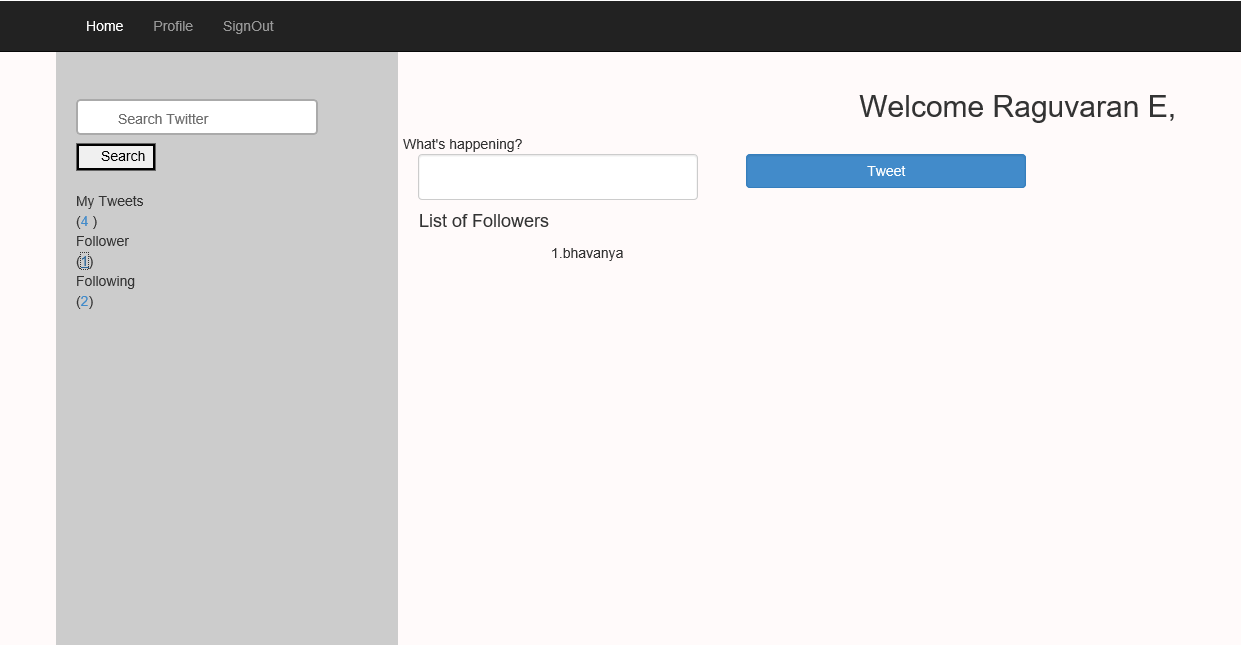 Home Profile SignOut
Search Twitter
Search
My Tweets
(4 )
Follower
(1)
Following
(2)
Welcome Raguvaran E,
What's happening?
Tweet
List of Followers
1.bhavanya